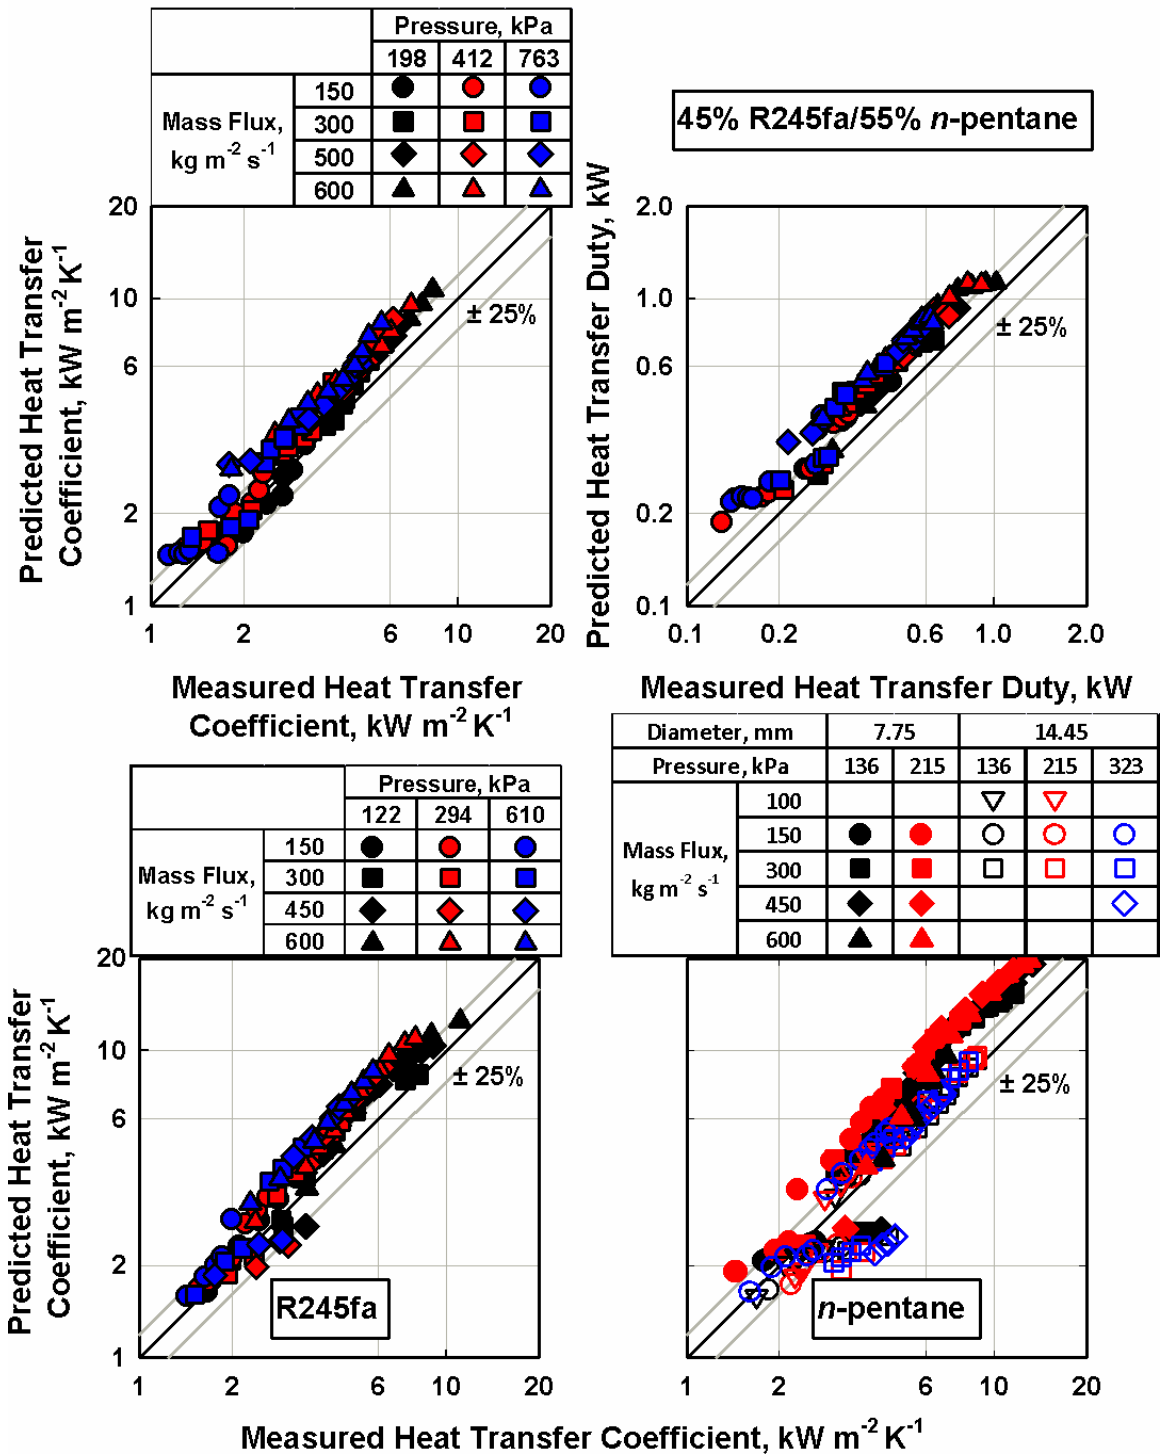 Pressure, kPa
198 412 763
Mass Flux,
kg m-2 s-1
150
300
500
600
45% R245fa/55% n-pentane
Predicted Heat Transfer
Coefficient, kW m-2 K-1
20
10
6
2
1
± 25%
1 2 6 10 20
Measured Heat Transfer
Coefficient, kW m-2 K-1
Predicted Heat Transfer Duty, kW
2.0
1.0
0.6
0.2
0.1
± 25%
0.1 0.2 0.6 1.0 2.0
Measured Heat Transfer Duty, kW
Pressure, kPa
122 294 610
Mass Flux,
kg m-2 s-1
150
300
450
600
Diameter, mm 7.75 14.45
Pressure, kPa 136 215 136 215 323
Mass Flux,
kg m-2 s-1
100
150
300
450
600
Predicted Heat Transfer
Coefficient, kW m-2 K-1
20
10
6
2
1
± 25%
R245fa
1 2 6 10 20
20
10
6
2
1
± 25%
n-pentane
1 2 6 10 20
Measured Heat Transfer Coefficient, kW m-2 K-1